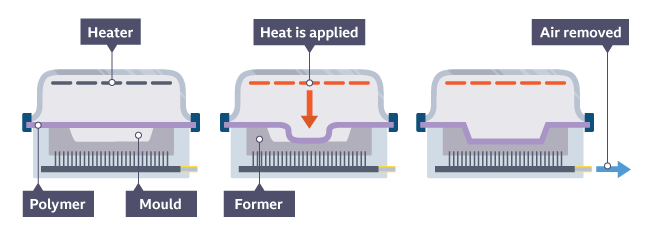 Heater
Heat is applied
Air removed
Polymer
Mould
Former